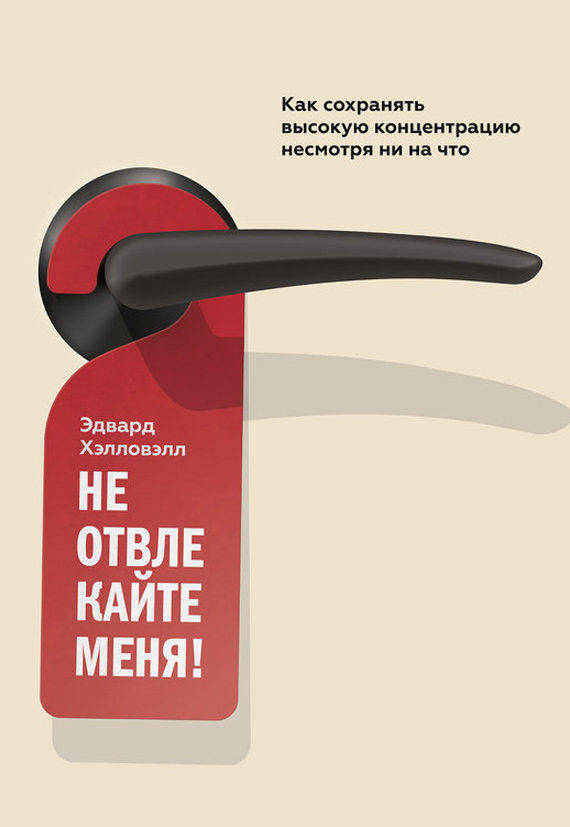 Как сохранять
высокую концентрацию
несмотря ни на что
Эдвард
Хэлловэлл
НЕ
ОТВЛЕ
КАЙТЕ
МЕНЯ!